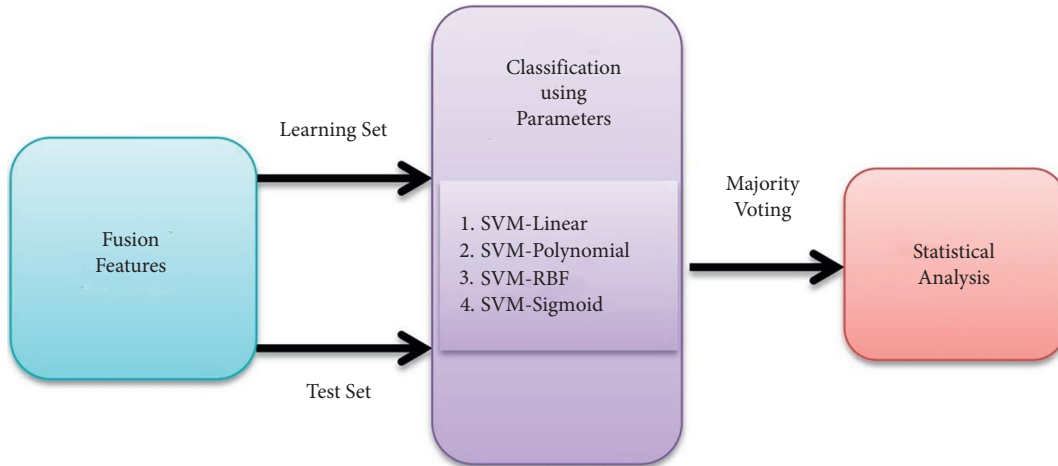 Fusion
Features
Learning Set
Test Set
Classification
using
Parameters
1. SVM-Linear
2. SVM-Polynomial
3. SVM-RBF
4. SVM-Sigmoid
Majority
Voting
Statistical
Analysis